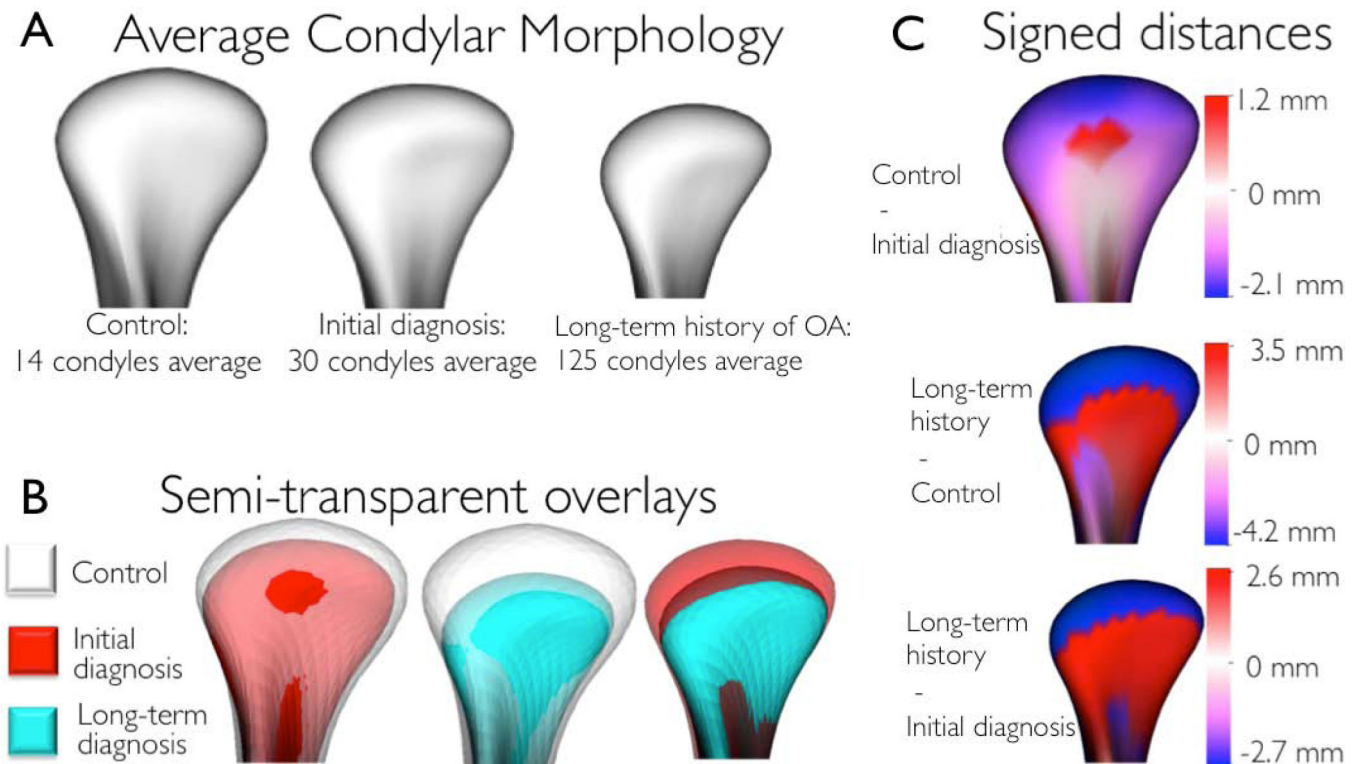 A Average Condylar Morphology
Control:
14 condyles average
Initial diagnosis:
30 condyles average
Long-term history of OA:
125 condyles average
B Semi-transparent overlays
Control
Initial
diagnosis
Long-term
diagnosis
C Signed distances
Control
-
Initial diagnosis
1.2 mm
0 mm
-2.1 mm
Long-term
history
-
Control
3.5 mm
0 mm
-4.2 mm
Long-term
history
-
Initial diagnosis
2.6 mm
0 mm
-2.7 mm